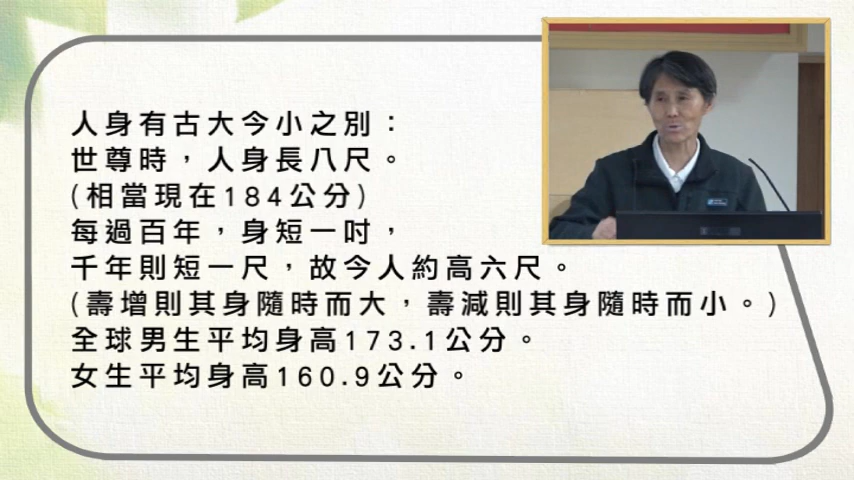 人身有古大今小之別：
世尊時，人身長八尺。
(相當現在184公分)
每過百年，身短一吋，
千年則短一尺，故今人約高六尺。
(壽增則其身隨時而大，壽減則其身隨時而小。)
全球男生平均身高173.1公分。
女生平均身高160.9公分。